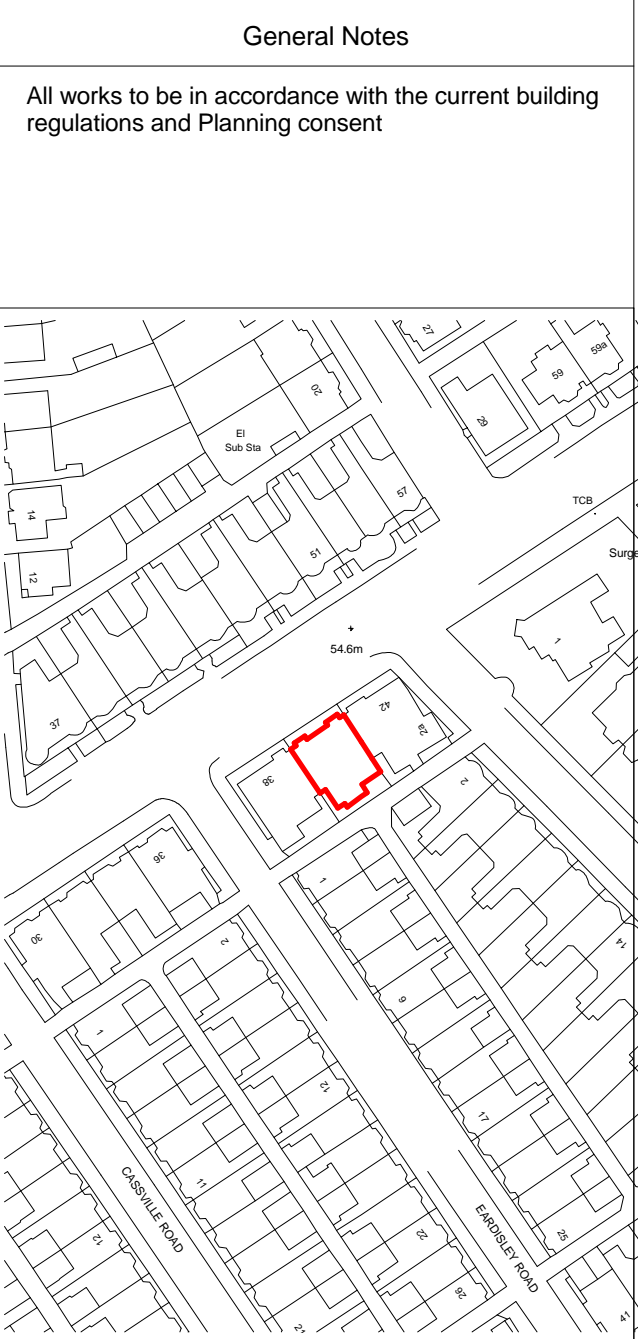 General Notes
All works to be in accordance with the current building
regulations and Planning consent
27
59a
59
20
29
El
Sub Sta
57
TCB
14
51
Surge
12
1
54.6m
42
2a
37
38
2
36
1
14
30
2
9
1
12
17
11
CASSVILLE ROAD
EARDISLEY ROAD
12
22
25
26
24
41